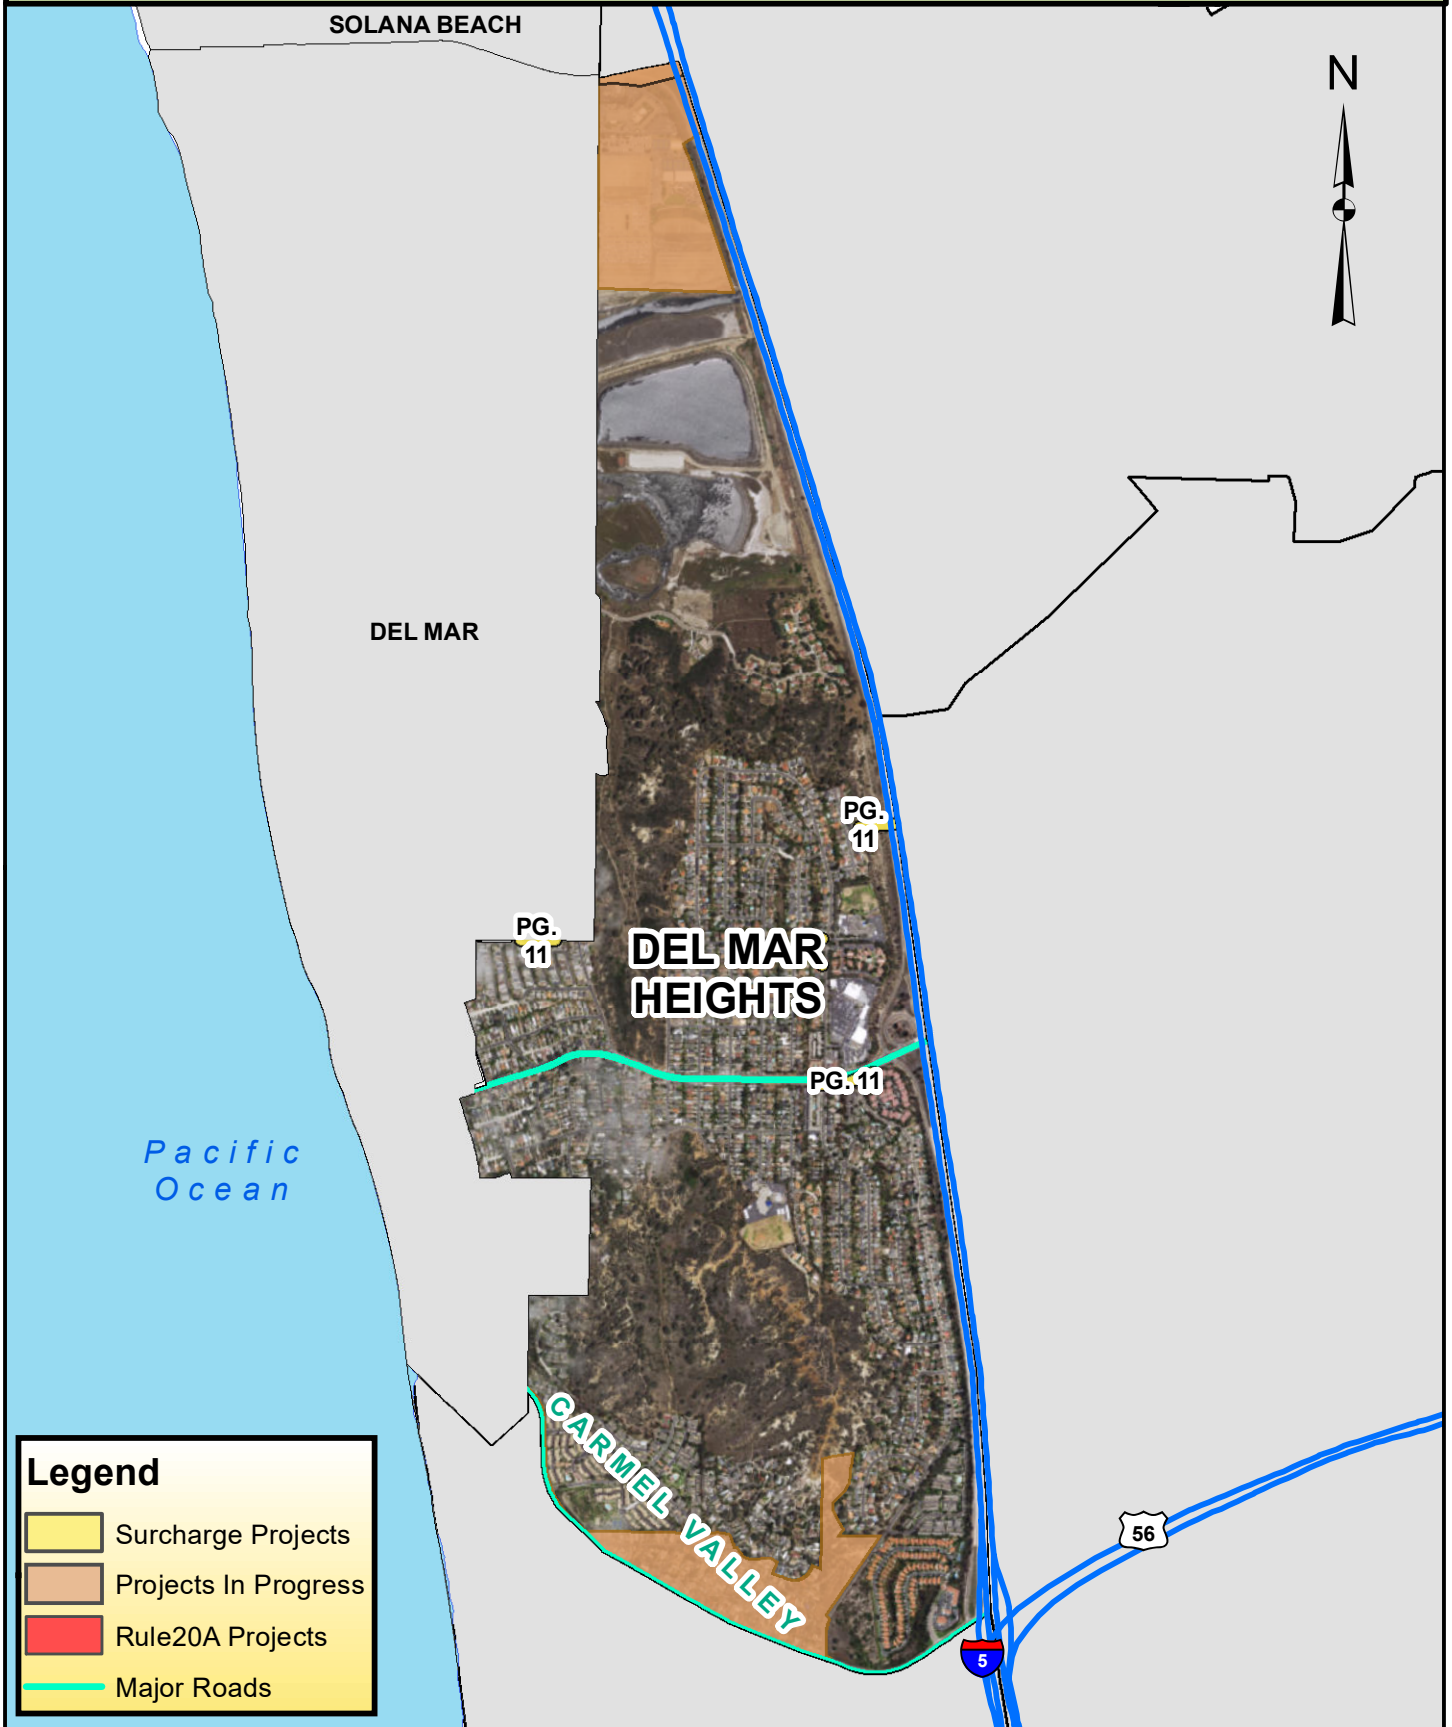 SOLANA BEACH
N
DEL MAR
PG.
11
PG.
11
DEL MAR
HEIGHTS
PG. 11
Pacific
Ocean
CARMEL VALLEY
Legend
Surcharge Projects
Projects In Progress
Rule20A Projects
Major Roads
56
5